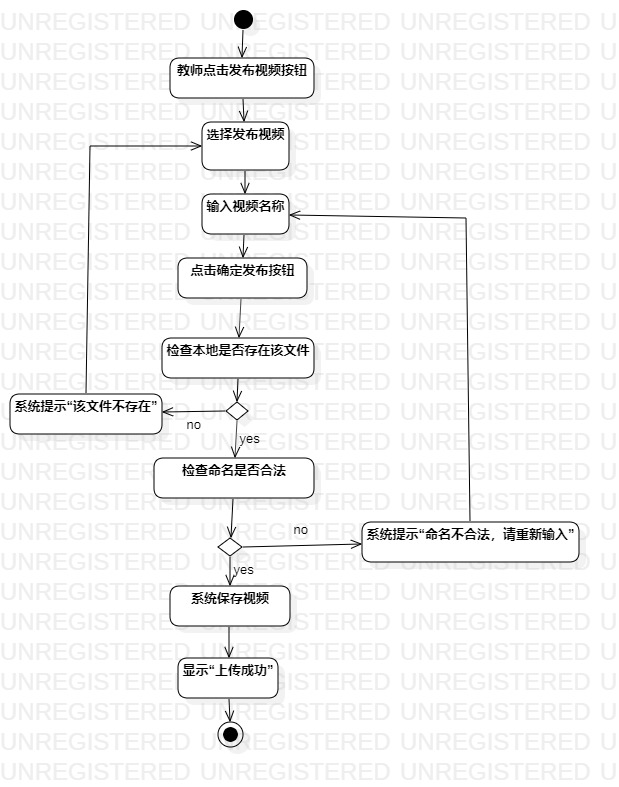 教师点击发布视频按钮
选择发布视频
输入视频名称
点击确定发布按钮
检查本地是否存在该文件
系统提示“该文件不存在”
no
yes
检查命名是否合法
no
系统提示“命名不合法，请重新输入”
yes
系统保存视频
显示“上传成功”
UNREGISTERED